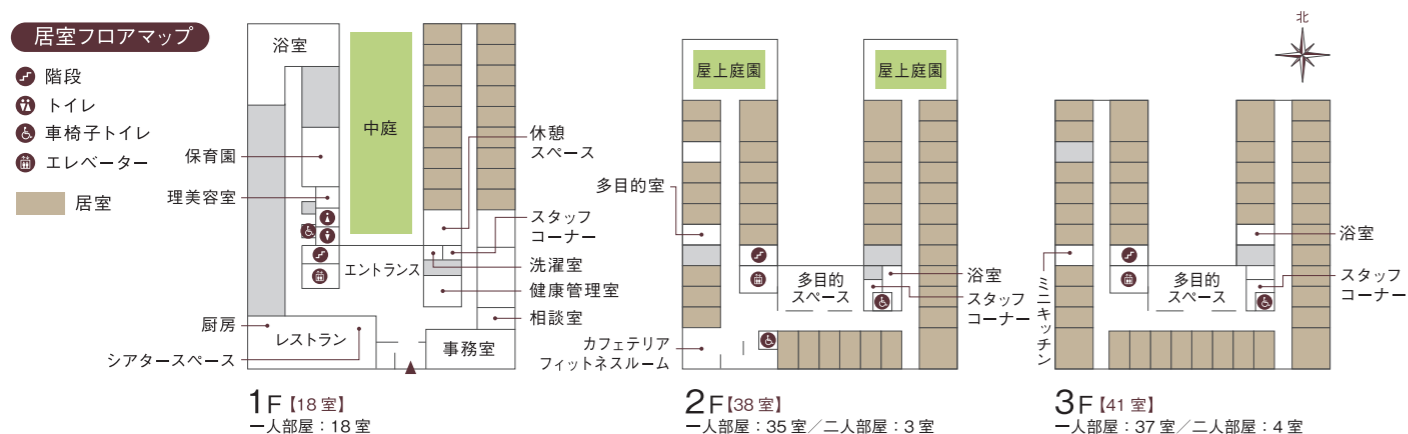 居室フロアマップ
階段
トイレ
車椅子トイレ
エレベーター
居室
浴室
中庭
保育園
理美容室
エントランス
厨房
レストラン
シアタースペース
事務室
休憩
スペース
スタッフ
コーナー
洗濯室
健康管理室
相談室
1F【18室】
一人部屋：18室
屋上庭園
屋上庭園
多目的室
多目的
スペース
浴室
スタッフ
コーナー
カフェテリア
フィットネスルーム
2F【38室】
一人部屋：35室／二人部屋：3室
北
ミニキッチン
多目的
スペース
浴室
スタッフ
コーナー
3F【41室】
一人部屋：37室／二人部屋：4室